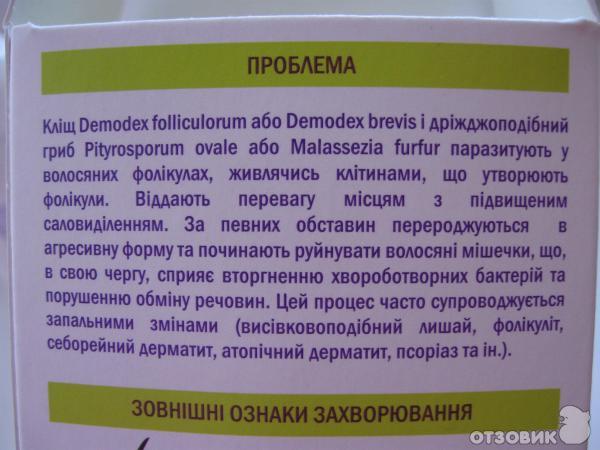 ПРОБЛЕМА
Кліщ Demodex folliculorum або Demodex brevis і дріжджоподібний
гриб Pityrosporum ovale або Malassezia furfur паразитують у
волосяних фолікулах, живлячись клітинами, що утворюють
фолікули. Віддають перевагу місцям з підвищеним
саловиділенням. За певних обставин перероджуються в
агресивну форму та починають руйнувати волосяні мішечки, що,
в свою чергу, сприяє вторгненню хвороботворних бактерій та
порушенню обміну речовин. Цей процес часто супроводжується
запальними змінами (висівковоподібний лишай, фолікуліт,
себорейний дерматит, атопічний дерматит, псоріаз та ін.).
ЗОВНІШНІ ОЗНАКИ ЗАХВОРЮВАННЯ
ОТЗОВИК